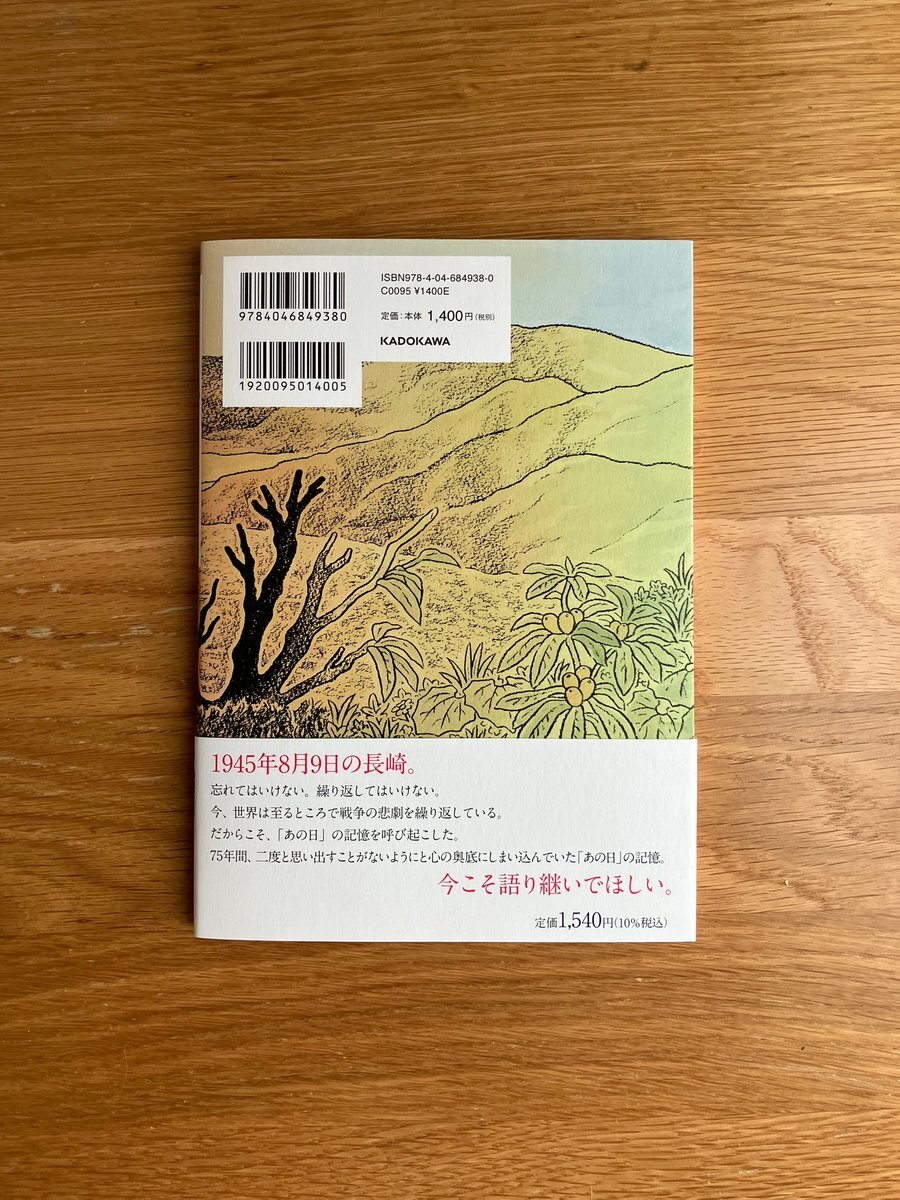 9784046849380
1920095014005
ISBN978-4-04-684938-0
C0095 ¥1400E
定価：本体 1,400円（税別）
KADOKAWA
1945年8月9日の長崎。
忘れてはいけない。繰り返してはいけない。
今、世界は至るところで戦争の悲劇を繰り返している。
だからこそ、「あの日」の記憶を呼び起こした。
75年間、二度と思い出すことがないようにと心の奥底にしまい込んでいた「あの日」の記憶。
今こそ語り継いでほしい。
定価1,540円（10％税込）